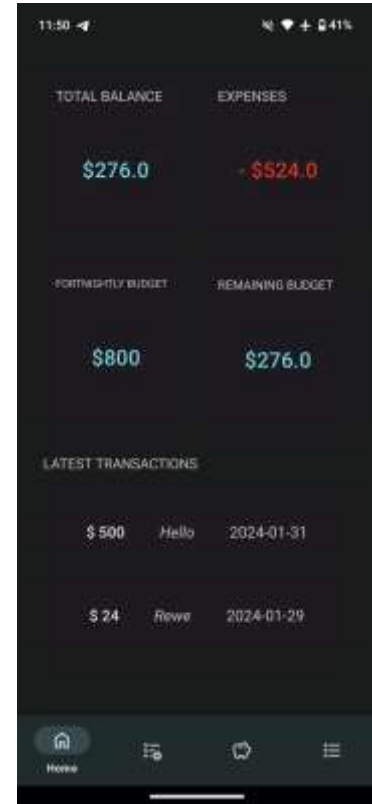 11:50 41%
TOTAL BALANCE EXPENSES
$276.0 - $524.0
FORTNIGHTLY BUDGET REMAINING BUDGET
$800 $276.0
LATEST TRANSACTIONS
$ 500 Hello 2024-01-31
$ 24 Rewe 2024-01-29
Home